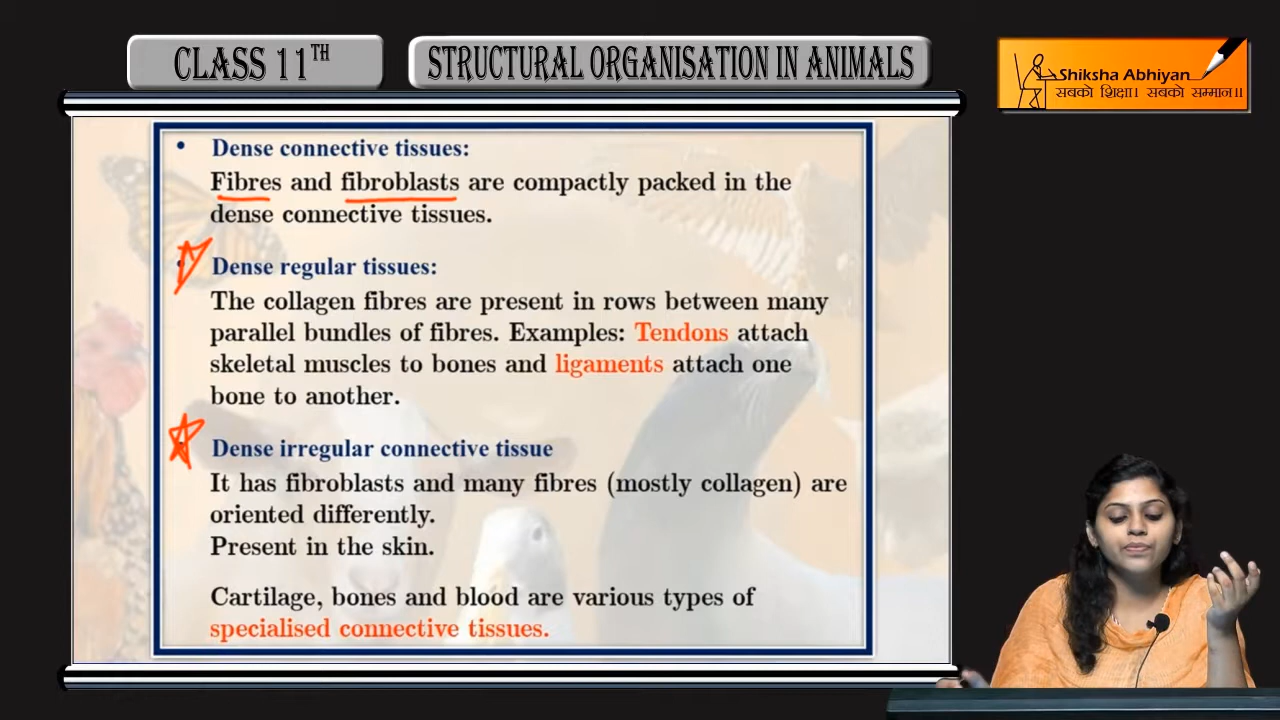 CLASS 11TH
STRUCTURAL ORGANISATION IN ANIMALS
Shiksha Abhiyan
सबको शिक्षा। सबको सम्मान॥
• Dense connective tissues:
Fibres and fibroblasts are compactly packed in the
dense connective tissues.
Dense regular tissues:
The collagen fibres are present in rows between many
parallel bundles of fibres. Examples: Tendons attach
skeletal muscles to bones and ligaments attach one
bone to another.
Dense irregular connective tissue
It has fibroblasts and many fibres (mostly collagen) are
oriented differently.
Present in the skin.
Cartilage, bones and blood are various types of
specialised connective tissues.